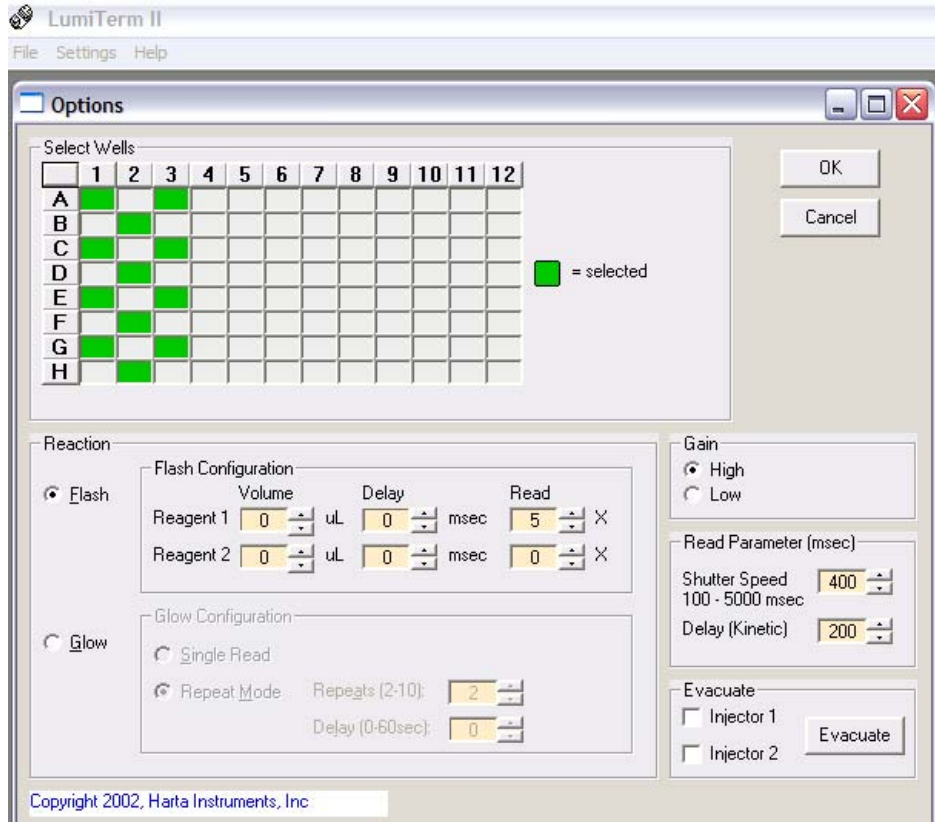 LumiTerm II
File Settings Help
Options
Select Wells
1 2 3 4 5 6 7 8 9 10 11 12
A
B
C
D
E
F
G
H
= selected
OK
Cancel
Reaction
Flash
Flash Configuration
Volume Delay Read
Reagent 1 0 uL 0 msec 5 X
Reagent 2 0 uL 0 msec 0 X
Glow
Glow Configuration
Single Read
Repeat Mode Repeats (2-10): 2
Delay (0-60sec): 0
Gain
High
Low
Read Parameter (msec)
Shutter Speed 400
100 - 5000 msec
Delay (Kinetic) 200
Evacuate
Injector 1
Injector 2
Evacuate
Copyright 2002, Harta Instruments, Inc